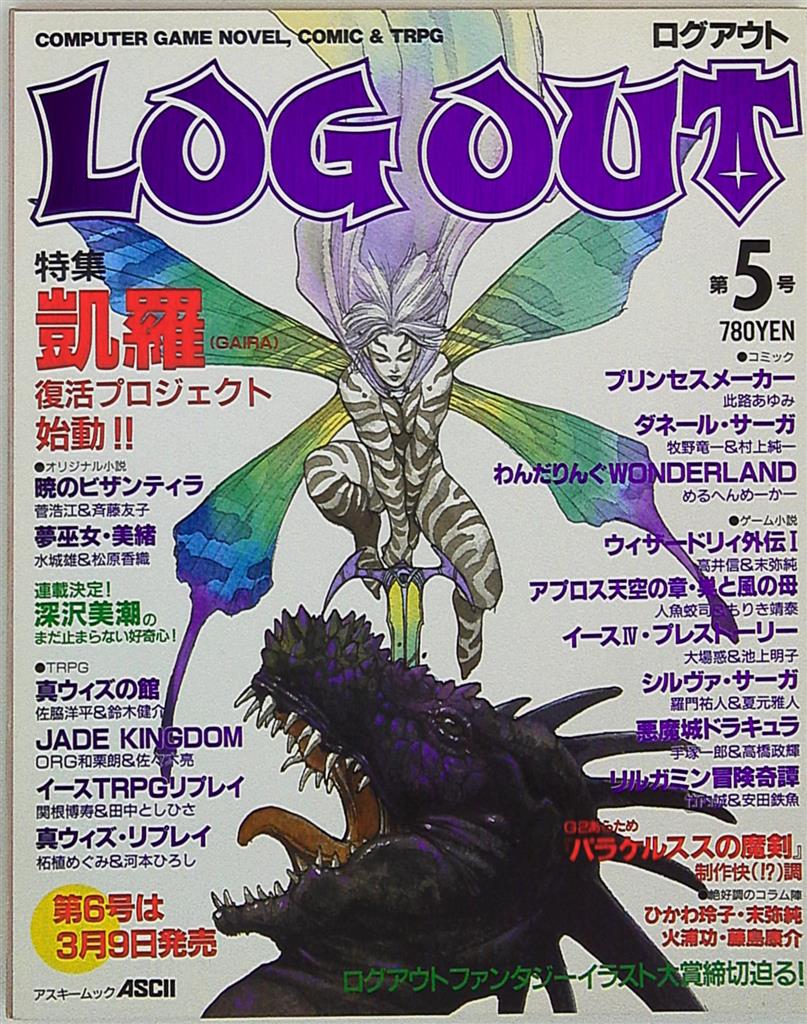 COMPUTER GAME NOVEL, COMIC & TRPG
ログアウト
LOG OUT
特集
凱羅
(GAIRA)
復活プロジェクト
始動!!
●オリジナル小説
暁のビザンティラ
菅浩江&斉藤友子
夢巫女・美緒
水城雄&松原香織
連載決定!
深沢美潮の
まだ止まらない好奇心!
●TRPG
真ウィズの館
佐脇洋平&鈴木健介
JADE KINGDOM
ORG和栗朗&佐々木亮
イースTRPGリプレイ
関根博寿&田中としひさ
真ウィズ・リプレイ
柘植めぐみ&河本ひろし
第6号は
3月9日発売
アスキームック ASCII
第5号
780YEN
●コミック
プリンセスメーカー
此路あゆみ
ダネール・サーガ
牧野竜一&村上純一
わんだりんぐWONDERLAND
めるへんめーかー
●ゲーム小説
ウィザードリィ外伝I
高井信&末弥純
アプロス天空の章・巣と風の母
人魚蛟司&もりき靖泰
イースIV・プレストーリー
大場惑&池上明子
シルヴァ・サーガ
羅門祐人&夏元雅人
悪魔城ドラキュラ
手塚一郎&高橋政輝
リルガミン冒険奇譚
竹内誠&安田鉄魚
G2あらため
『パラケルススの魔剣』
制作快(!?)調
●絶好調のコラム陣
ひかわ玲子・末弥純
火浦功・藤島康介
ログアウトファンタジーイラスト大賞締切迫る!